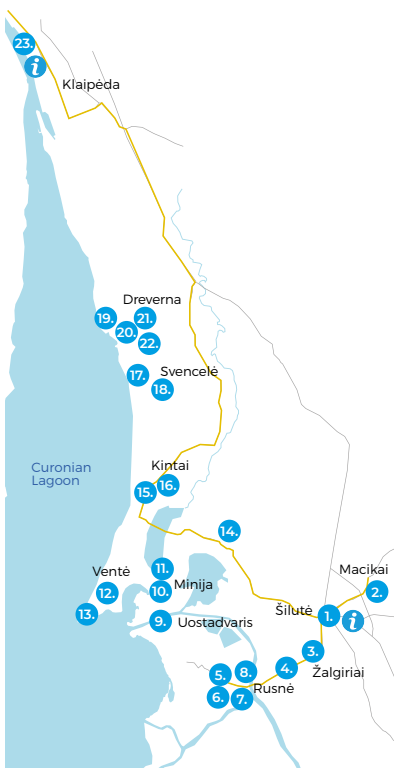 23.
i
Klaipėda
Dreverna
19.
21.
20.
22.
17.
Svencelė
18.
Kintai
Curonian
Lagoon
15.
16.
14.
11.
Ventė
Macikai
12.
10.
Minija
2.
13.
Šilutė
1.
i
9.
Uostadvaris
3.
4.
Žalgiriai
5.
8.
Rusnė
6.
7.